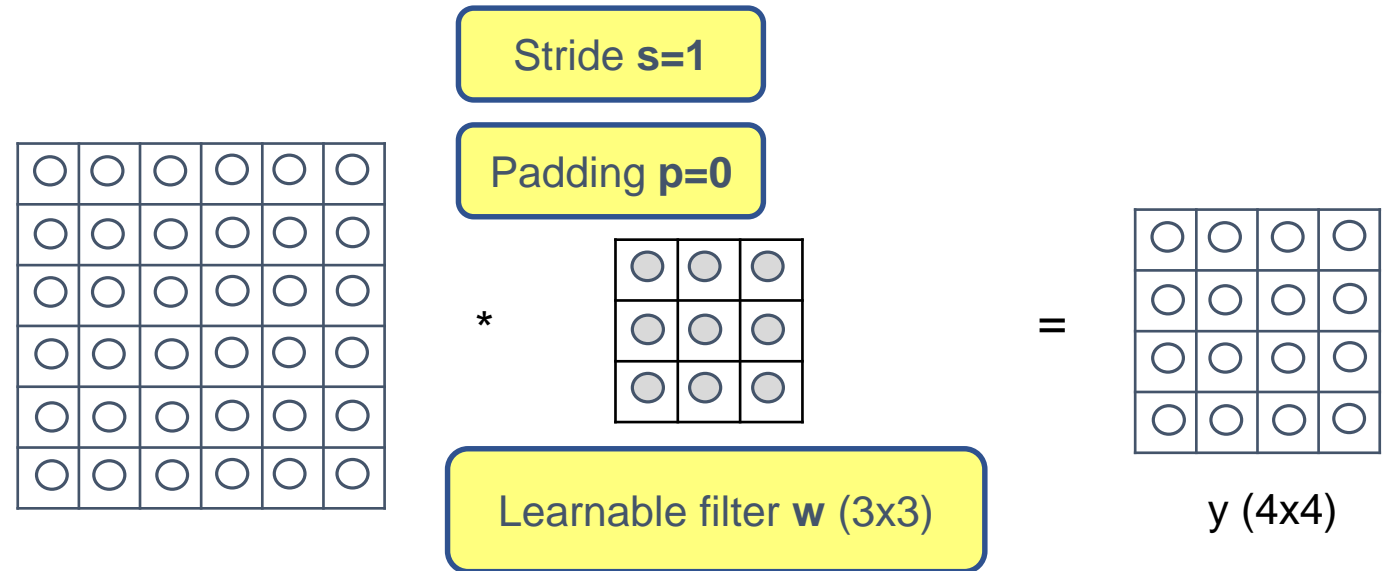 Stride s=1
Padding p=0
*
=
Learnable filter w (3x3)
y (4x4)